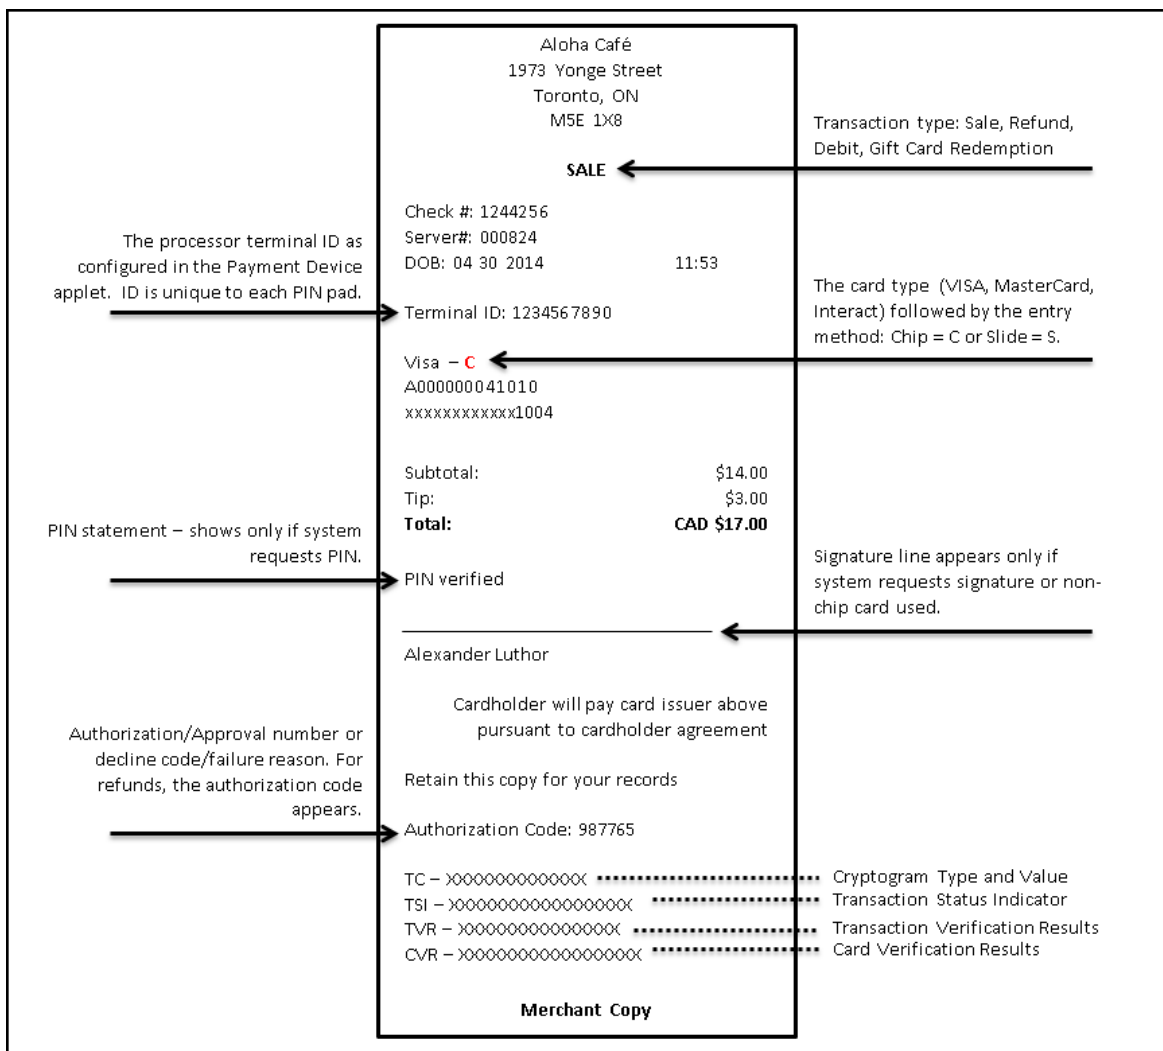 Aloha Café
1973 Yonge Street
Toronto, ON
M5E 1X8
Transaction type: Sale, Refund,
Debit, Gift Card Redemption
SALE
Check #: 1244256
Server#: 000824
DOB: 04 30 2014 11:53
The processor terminal ID as
configured in the Payment Device
applet. ID is unique to each PIN pad.
Terminal ID: 1234567890
The card type (VISA, MasterCard,
Interact) followed by the entry
method: Chip = C or Slide = S.
Visa – C
A000000041010
xxxxxxxxxxxx1004
Subtotal: $14.00
Tip: $3.00
Total: CAD $17.00
PIN statement – shows only if system
requests PIN.
PIN verified
Signature line appears only if
system requests signature or non-
chip card used.
Alexander Luthor
Cardholder will pay card issuer above
pursuant to cardholder agreement
Authorization/Approval number or
decline code/failure reason. For
refunds, the authorization code
appears.
Retain this copy for your records
Authorization Code: 987765
TC – XXXXXXXXXXXXX Cryptogram Type and Value
TSI – XXXXXXXXXXXXXXXXX Transaction Status Indicator
TVR – XXXXXXXXXXXXXXX Transaction Verification Results
CVR – XXXXXXXXXXXXXXXXX Card Verification Results
Merchant Copy